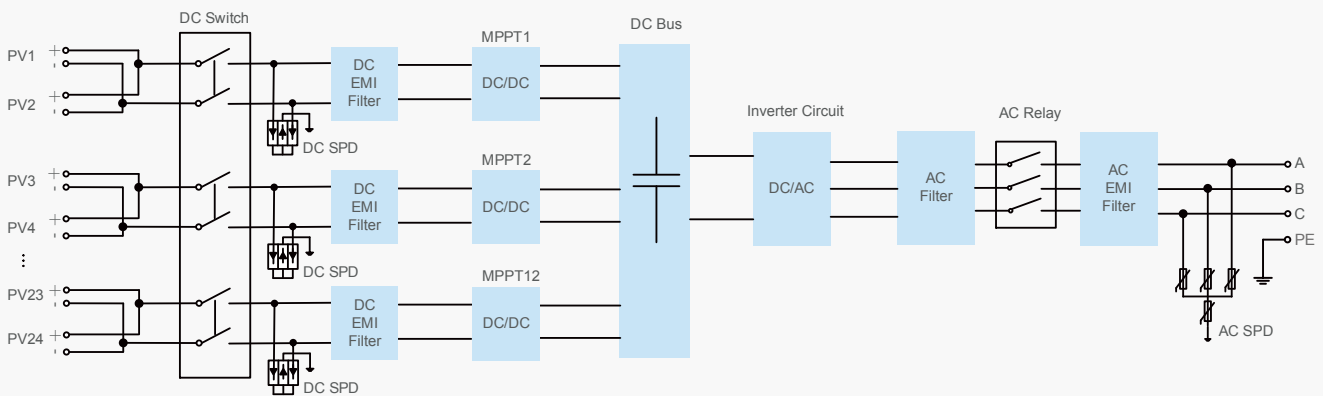 DC Switch
DC Bus
MPPT1
PV1
+
-
DC
EMI
Filter
DC/DC
PV2
+
-
DC SPD
Inverter Circuit
AC Relay
MPPT2
PV3
+
-
DC
EMI
Filter
DC/DC
PV4
+
-
DC SPD
DC/AC
AC
Filter
AC
EMI
Filter
A
B
C
PE
⋮
MPPT12
PV23
+
-
DC
EMI
Filter
DC/DC
PV24
+
-
DC SPD
AC SPD